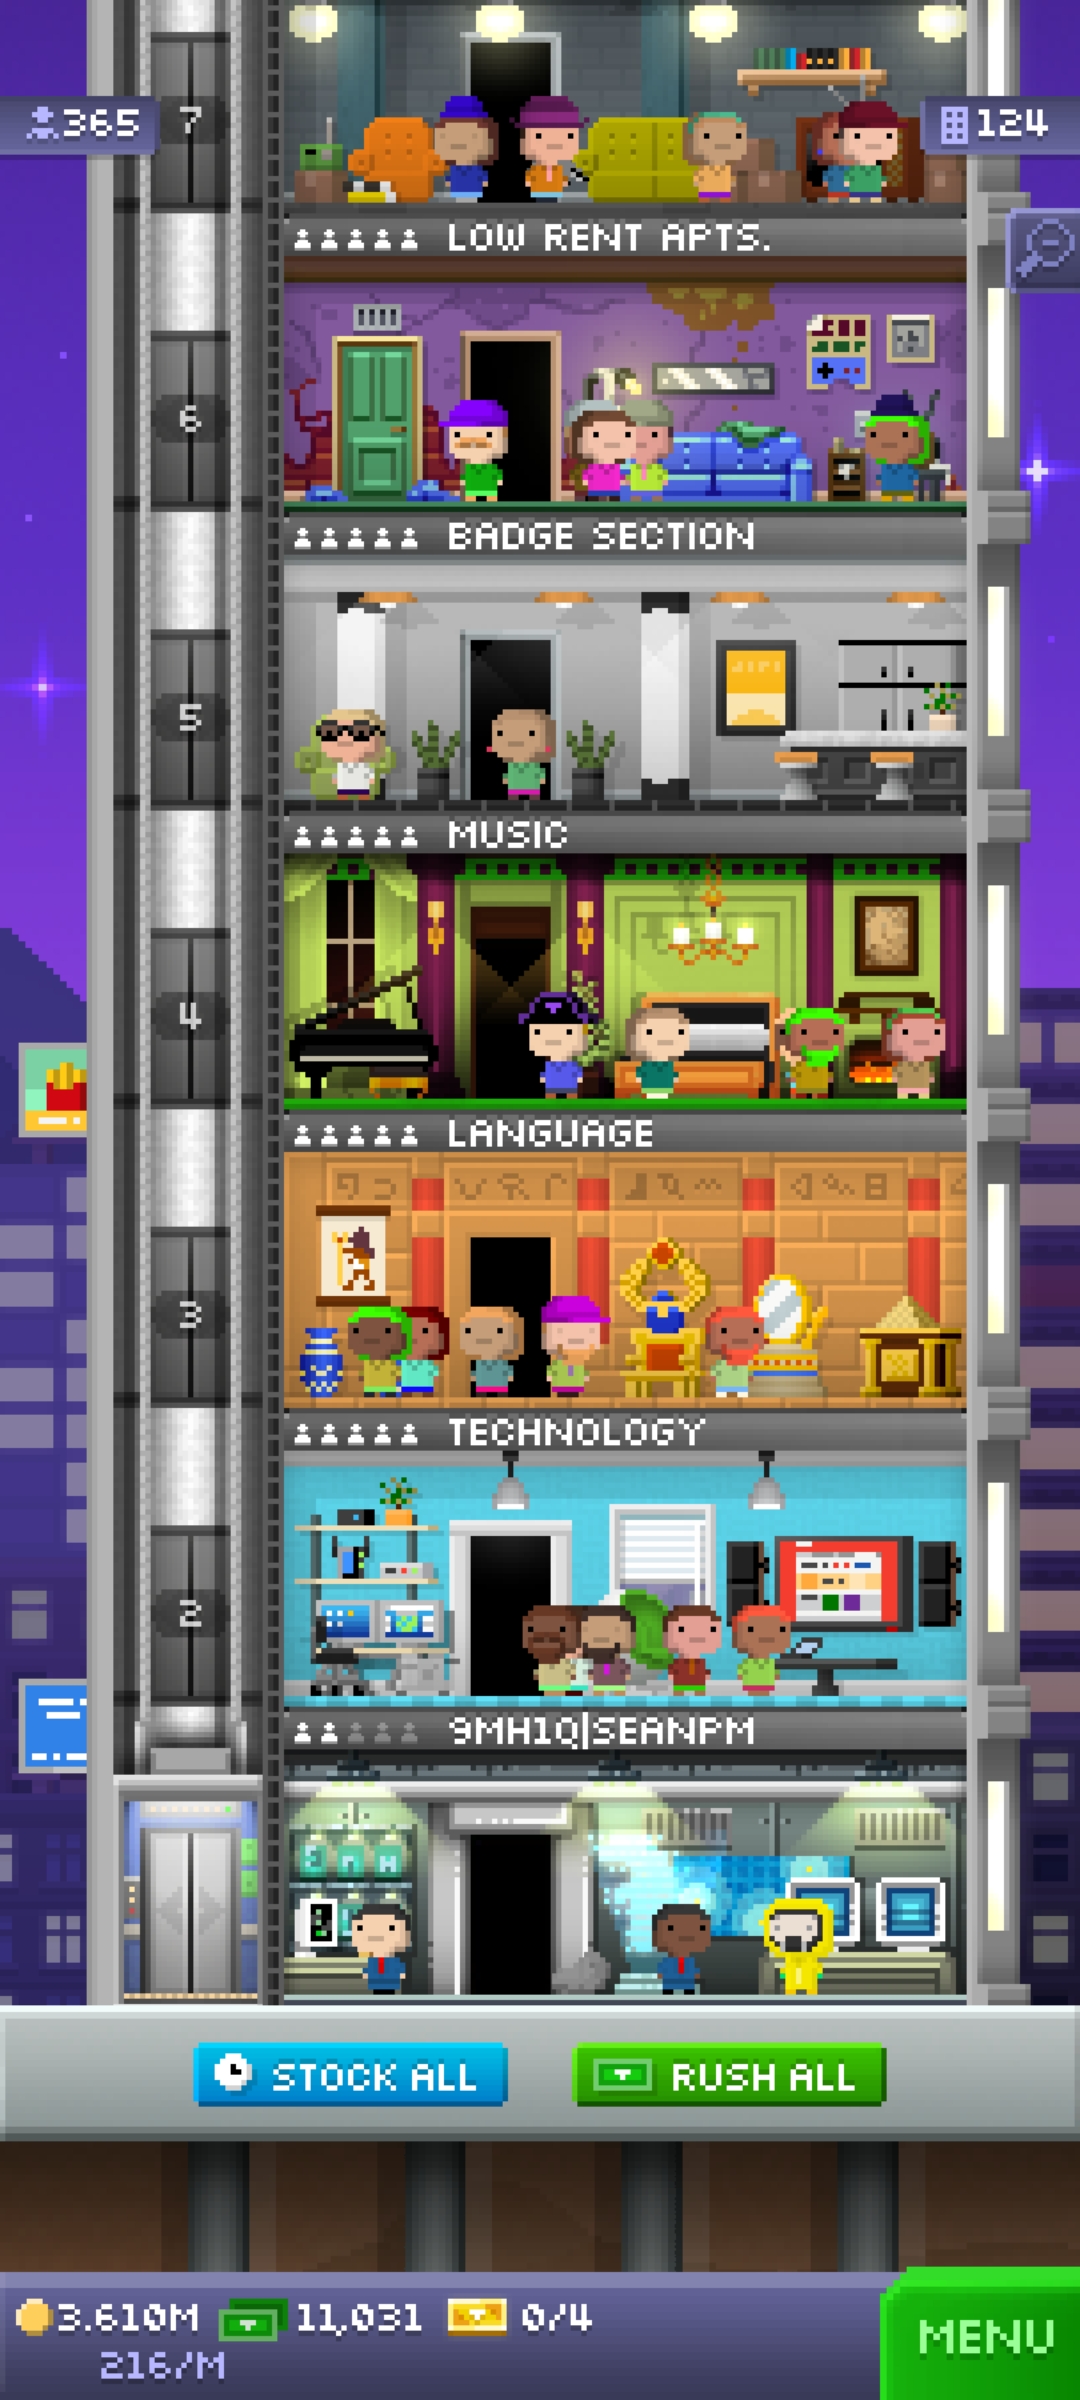 7
365
124
LOW RENT APTS.
6
BADGE SECTION
5
MUSIC
4
LANGUAGE
3
TECHNOLOGY
2
9MH1Q|SEANPM
STOCK ALL
RUSH ALL
3.610M
11,031
0/4
216/M
MENU